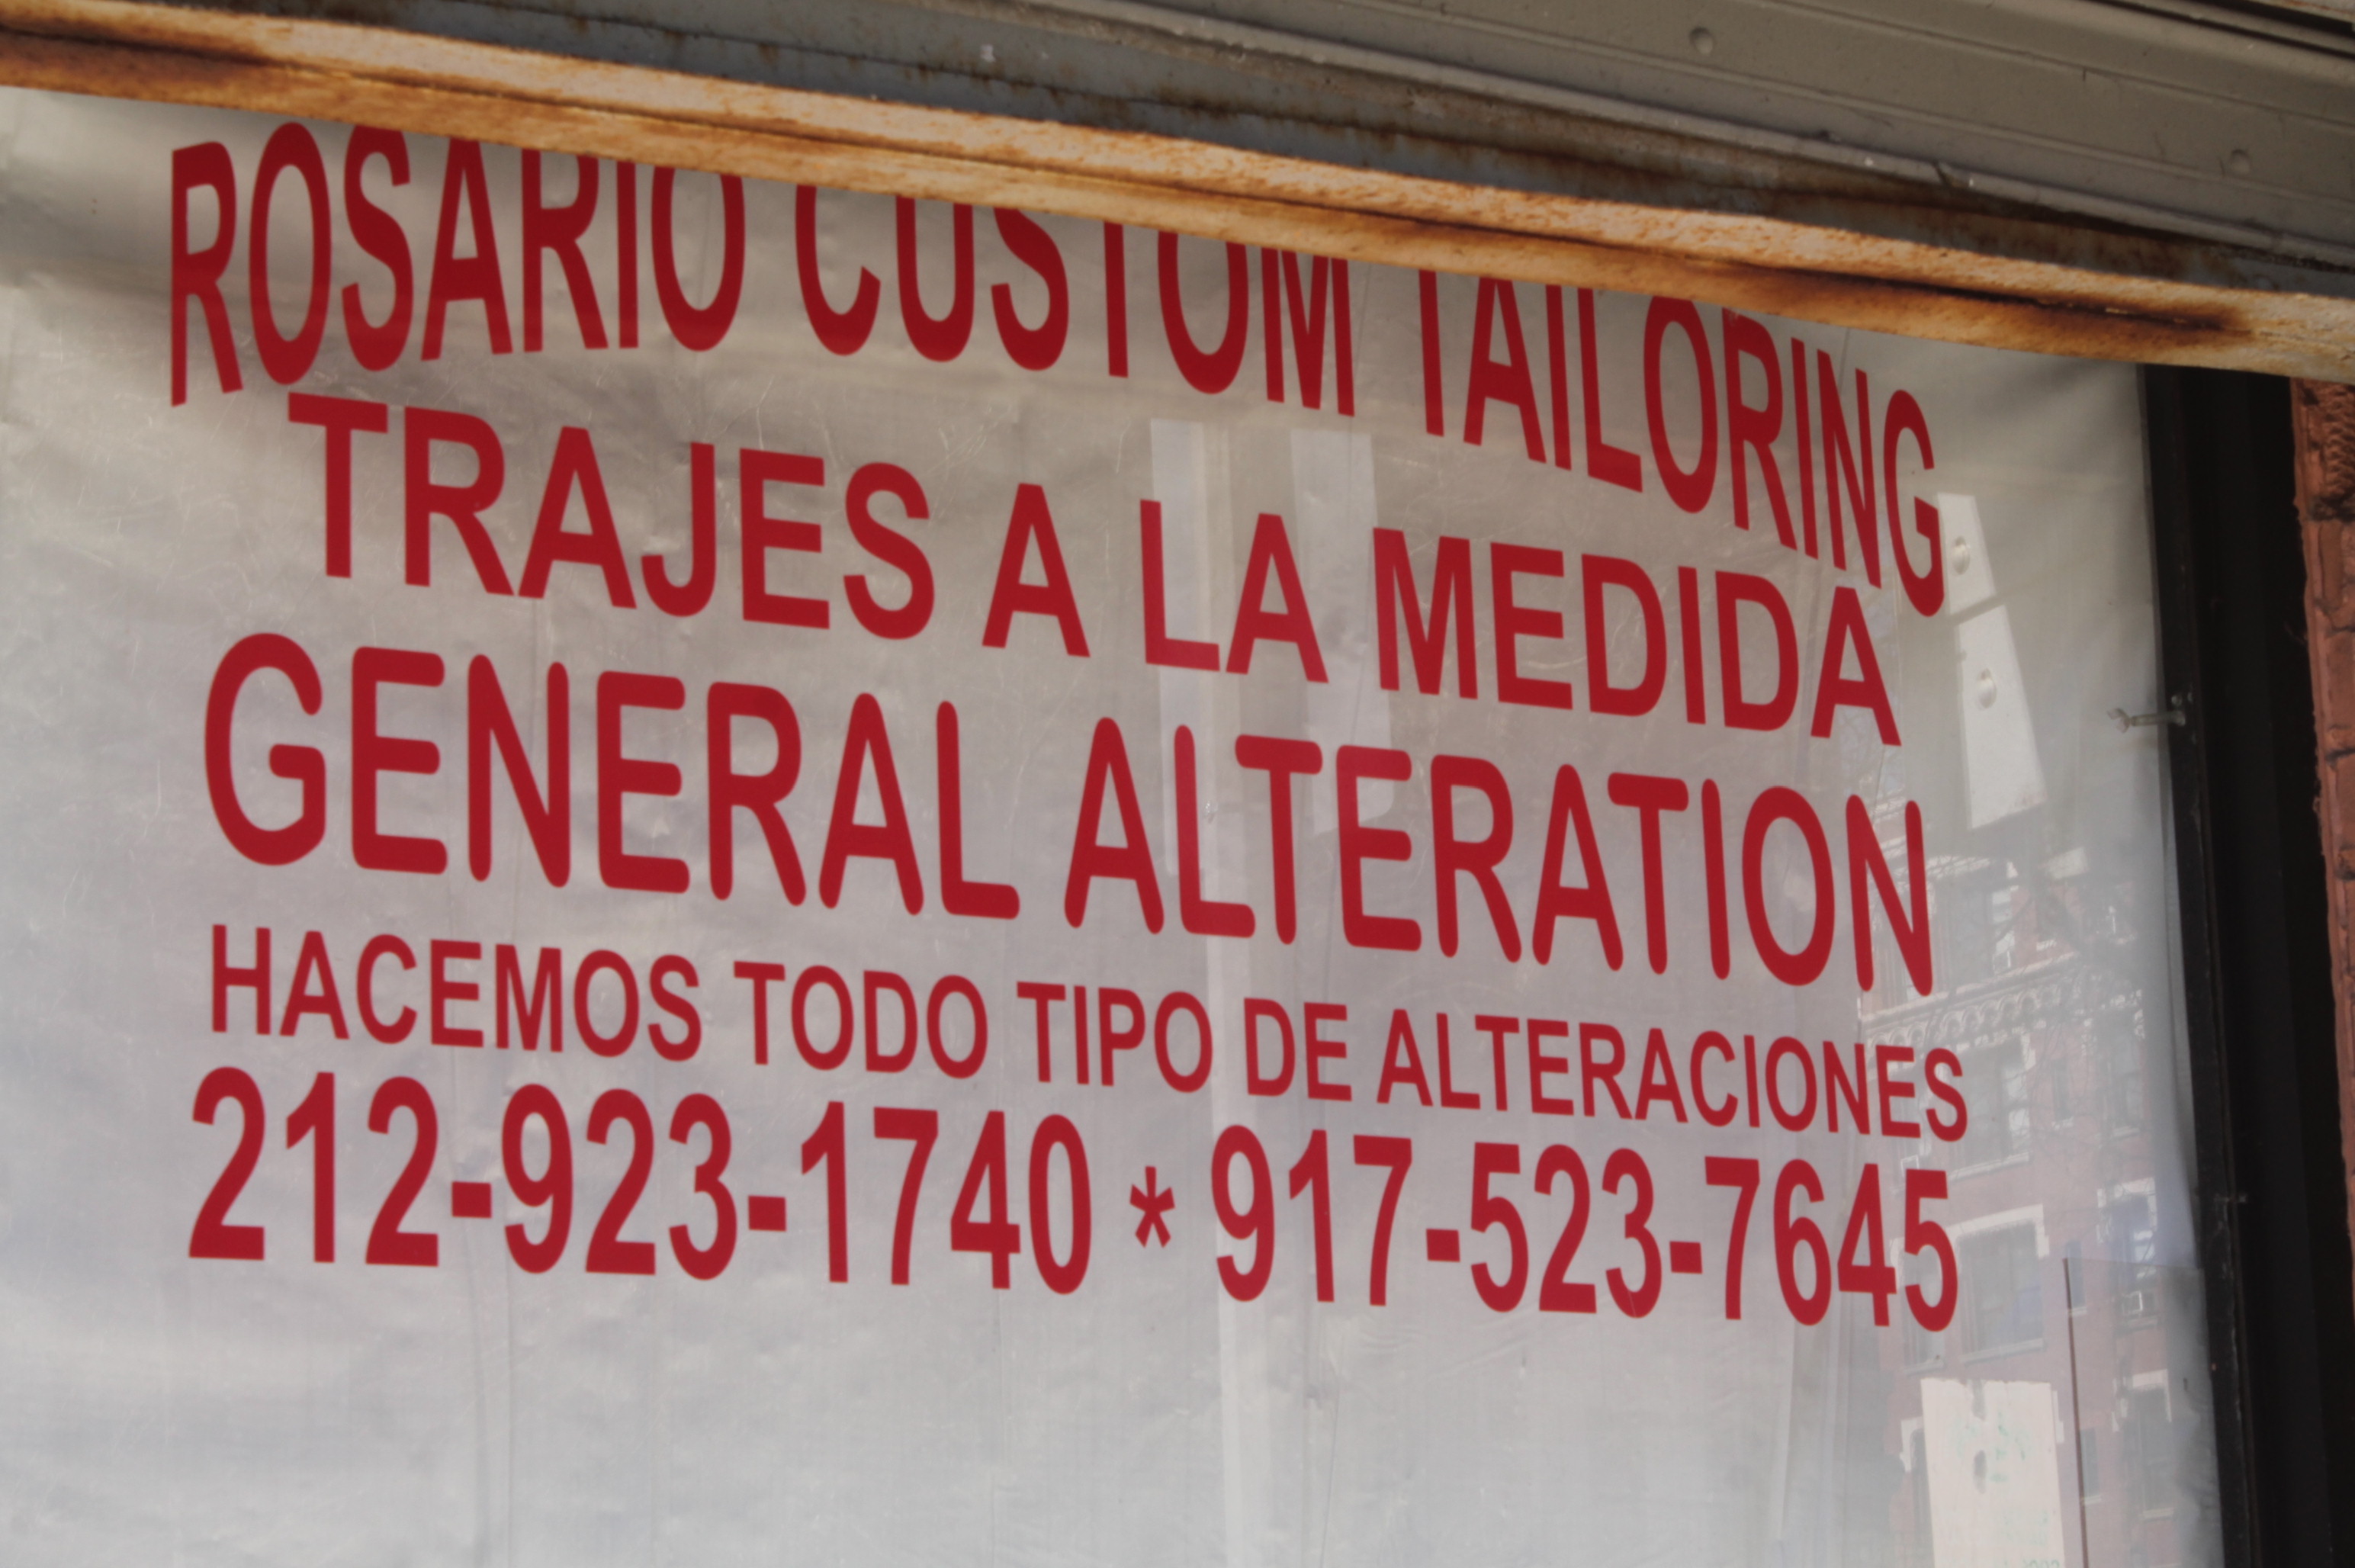 ROSARIO CUSTOM TAILORING
TRAJES A LA MEDIDA
GENERAL ALTERATION
HACEMOS TODO TIPO DE ALTERACIONES
212-923-1740 * 917-523-7645